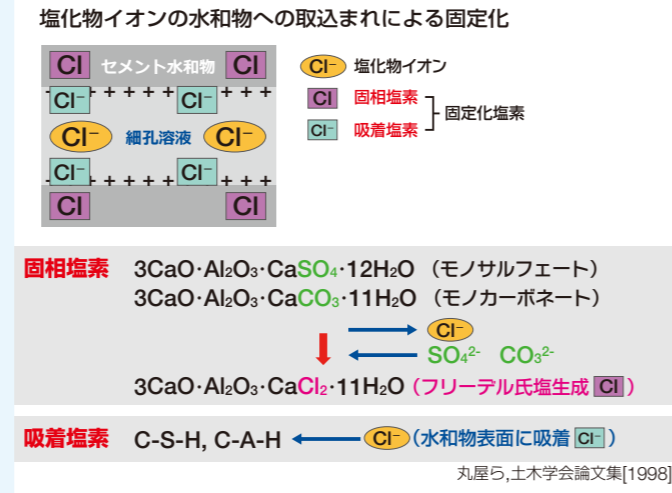 塩化物イオンの水和物への取込まれによる固定化
Cl セメント水和物 Cl
Cl⁻ + + + + + Cl⁻ + + +
Cl⁻ 細孔溶液 Cl⁻
Cl⁻ + + + + + Cl⁻ + + +
Cl Cl
Cl⁻ 塩化物イオン
Cl 固相塩素
Cl⁻ 吸着塩素
固定化塩素
固相塩素 3CaO·Al₂O₃·CaSO₄·12H₂O （モノサルフェート）
3CaO·Al₂O₃·CaCO₃·11H₂O （モノカーボネート）
Cl⁻
SO₄²⁻ CO₃²⁻
3CaO·Al₂O₃·CaCl₂·11H₂O（フリーデル氏塩生成 Cl ）
吸着塩素 C-S-H, C-A-H Cl⁻ （水和物表面に吸着 Cl⁻ ）
丸屋ら,土木学会論文集[1998]